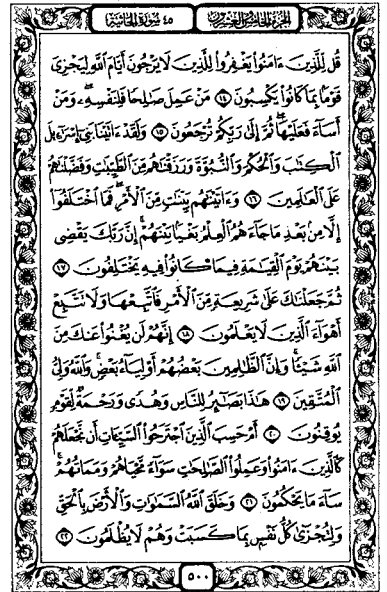 الجزء الخامس والعشرون ٤٥ سورة الجاثية
قُل لِّلَّذِينَ ءَامَنُوا۟ يَغْفِرُوا۟ لِلَّذِينَ لَا يَرْجُونَ أَيَّامَ ٱللَّهِ لِيَجْزِىَ
قَوْمًۢا بِمَا كَانُوا۟ يَكْسِبُونَ ١٤ مَنْ عَمِلَ صَٰلِحًا فَلِنَفْسِهِۦ ۖ وَمَنْ
أَسَآءَ فَعَلَيْهَا ۖ ثُمَّ إِلَىٰ رَبِّكُمْ تُرْجَعُونَ ١٥ وَلَقَدْ ءَاتَيْنَا بَنِىٓ إِسْرَٰٓءِيلَ
ٱلْكِتَٰبَ وَٱلْحُكْمَ وَٱلنُّبُوَّةَ وَرَزَقْنَٰهُم مِّنَ ٱلطَّيِّبَٰتِ وَفَضَّلْنَٰهُمْ
عَلَى ٱلْعَٰلَمِينَ ١٦ وَءَاتَيْنَٰهُم بَيِّنَٰتٍ مِّنَ ٱلْأَمْرِ ۖ فَمَا ٱخْتَلَفُوٓا۟
إِلَّا مِنۢ بَعْدِ مَا جَآءَهُمُ ٱلْعِلْمُ بَغْيًۢا بَيْنَهُمْ ۚ إِنَّ رَبَّكَ يَقْضِى
بَيْنَهُمْ يَوْمَ ٱلْقِيَٰمَةِ فِيمَا كَانُوا۟ فِيهِ يَخْتَلِفُونَ ١٧
ثُمَّ جَعَلْنَٰكَ عَلَىٰ شَرِيعَةٍ مِّنَ ٱلْأَمْرِ فَٱتَّبِعْهَا وَلَا تَتَّبِعْ
أَهْوَآءَ ٱلَّذِينَ لَا يَعْلَمُونَ ١٨ إِنَّهُمْ لَن يُغْنُوا۟ عَنكَ مِنَ
ٱللَّهِ شَيْـًٔا ۚ وَإِنَّ ٱلظَّٰلِمِينَ بَعْضُهُمْ أَوْلِيَآءُ بَعْضٍ ۖ وَٱللَّهُ وَلِىُّ
ٱلْمُتَّقِينَ ١٩ هَٰذَا بَصَٰٓئِرُ لِلنَّاسِ وَهُدًى وَرَحْمَةٌ لِّقَوْمٍ
يُوقِنُونَ ٢٠ أَمْ حَسِبَ ٱلَّذِينَ ٱجْتَرَحُوا۟ ٱلسَّيِّـَٔاتِ أَن نَّجْعَلَهُمْ
كَٱلَّذِينَ ءَامَنُوا۟ وَعَمِلُوا۟ ٱلصَّٰلِحَٰتِ سَوَآءً مَّحْيَاهُمْ وَمَمَاتُهُمْ ۚ
سَآءَ مَا يَحْكُمُونَ ٢١ وَخَلَقَ ٱللَّهُ ٱلسَّمَٰوَٰتِ وَٱلْأَرْضَ بِٱلْحَقِّ
وَلِتُجْزَىٰ كُلُّ نَفْسٍۭ بِمَا كَسَبَتْ وَهُمْ لَا يُظْلَمُونَ ٢٢
٥٠٠